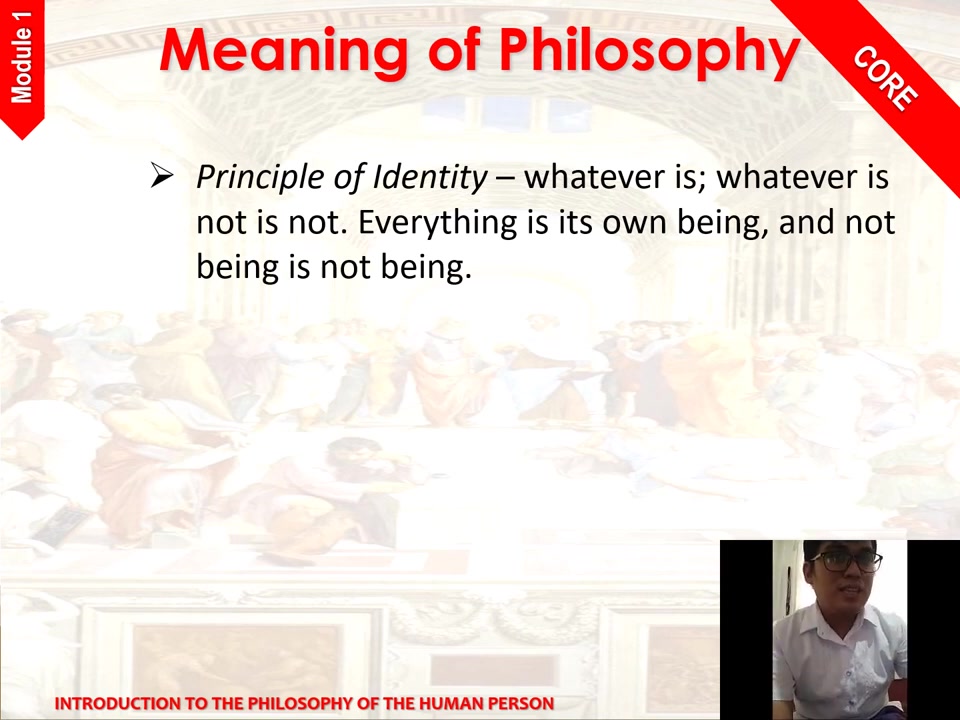 Module 1
Meaning of Philosophy
CORE
➢ Principle of Identity – whatever is; whatever is
not is not. Everything is its own being, and not
being is not being.
INTRODUCTION TO THE PHILOSOPHY OF THE HUMAN PERSON